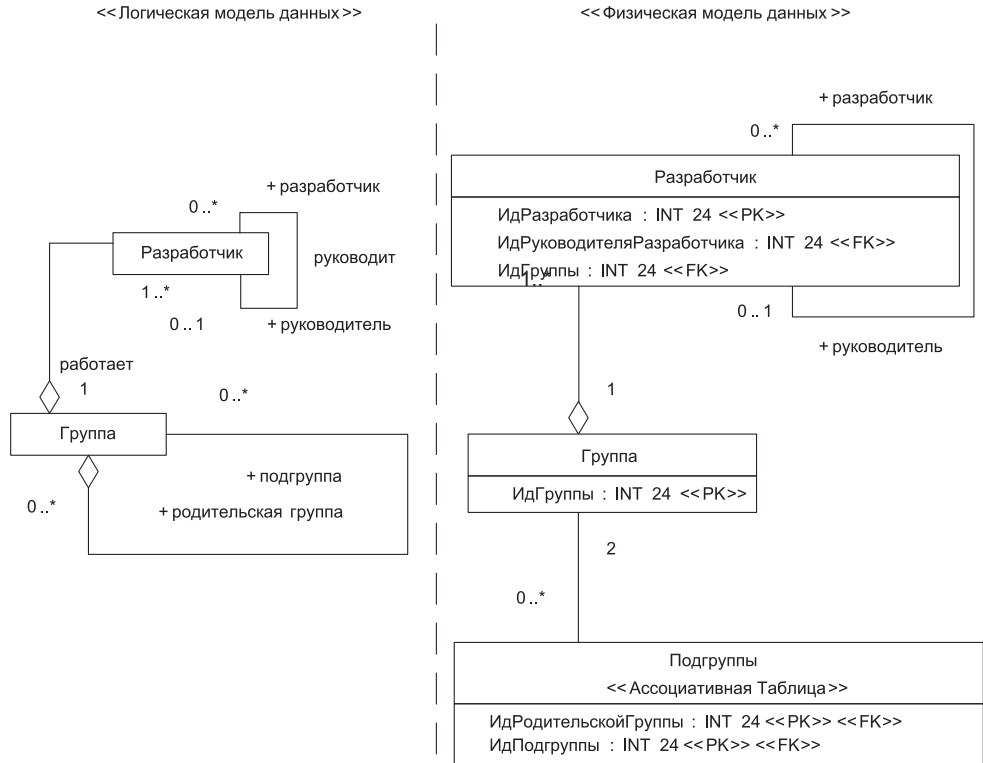 <<Логическая модель данных>>
+ разработчик
0..*
Разработчик
руководит
1..*
0..1
+ руководитель
работает
1
0..*
Группа
+ подгруппа
0..*
+ родительская группа
<<Физическая модель данных>>
+ разработчик
0..*
Разработчик
ИдРазработчика : INT 24 <<PK>>
ИдРуководителяРазработчика : INT 24 <<FK>>
ИдГруппы : INT 24 <<FK>>
1..*
0..1
+ руководитель
1
Группа
ИдГруппы : INT 24 <<PK>>
2
0..*
Подгруппы
<<Ассоциативная Таблица>>
ИдРодительскойГруппы : INT 24 <<PK>> <<FK>>
ИдПодгруппы : INT 24 <<PK>> <<FK>>